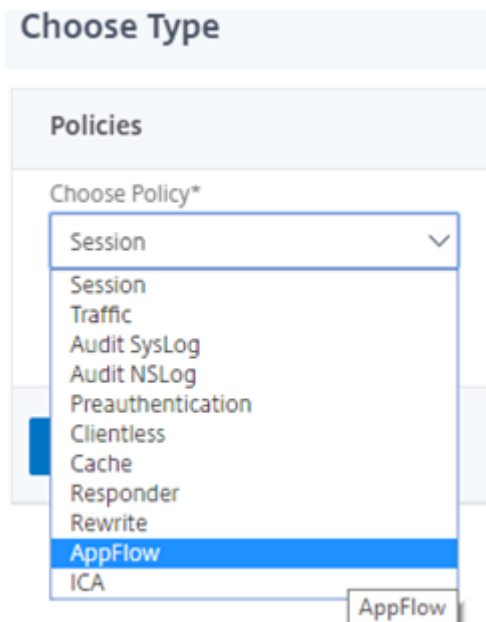 Choose Type
Policies
Choose Policy*
Session
Session
Traffic
Audit SysLog
Audit NSLog
Preauthentication
Clientless
Cache
Responder
Rewrite
AppFlow
ICA
AppFlow